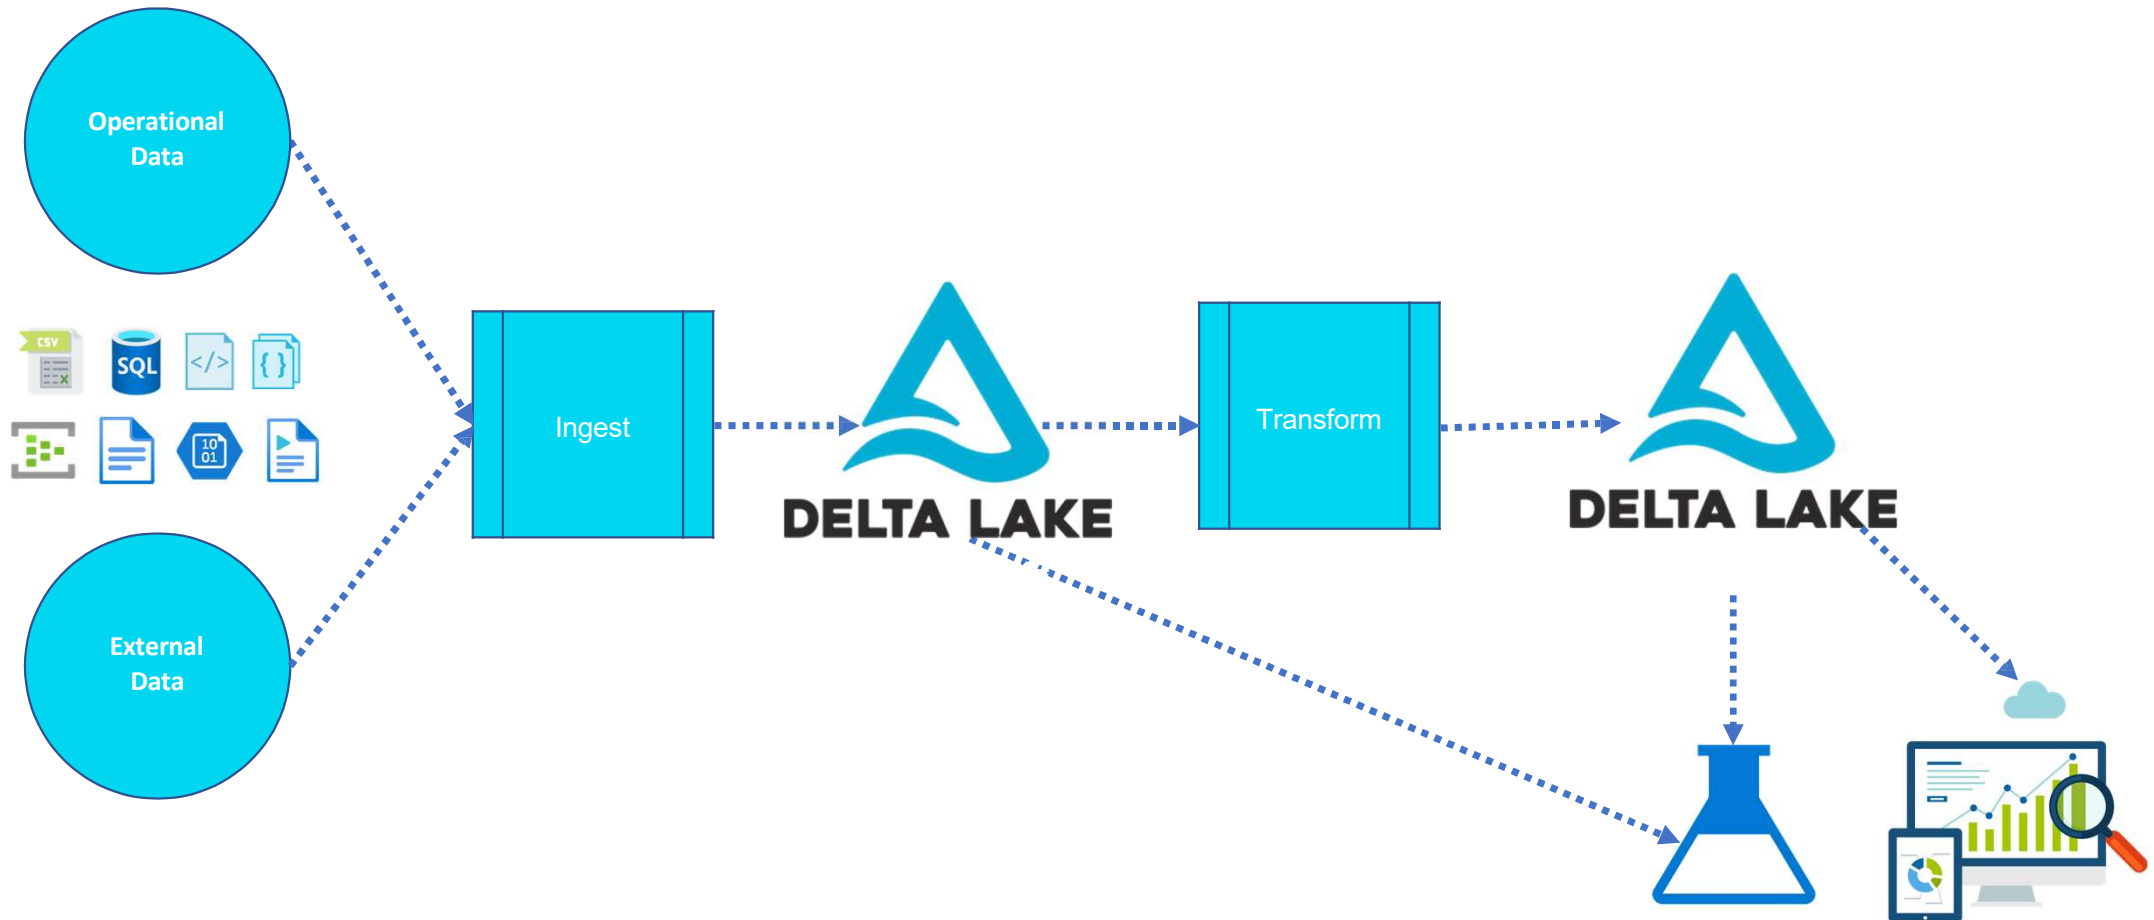 Operational
Data
CSV
SQL
</>
{ }
10
01
External
Data
Ingest
DELTA LAKE
Transform
DELTA LAKE